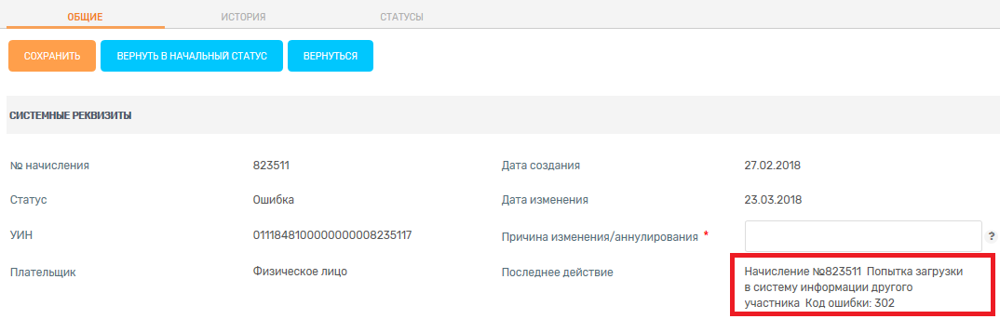 ОБЩИЕ ИСТОРИЯ СТАТУСЫ
СОХРАНИТЬ ВЕРНУТЬ В НАЧАЛЬНЫЙ СТАТУС ВЕРНУТЬСЯ
СИСТЕМНЫЕ РЕКВИЗИТЫ
№ начисления 823511 Дата создания 27.02.2018
Статус Ошибка Дата изменения 23.03.2018
УИН 0111848100000000008235117 Причина изменения/аннулирования * ?
Плательщик Физическое лицо Последнее действие Начисление №823511 Попытка загрузки
в систему информации другого
участника Код ошибки: 302